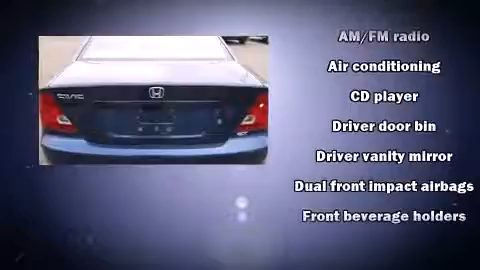 CIVIC
AM/FM radio
Air conditioning
CD player
Driver door bin
Driver vanity mirror
Dual front impact airbags
Front beverage holders